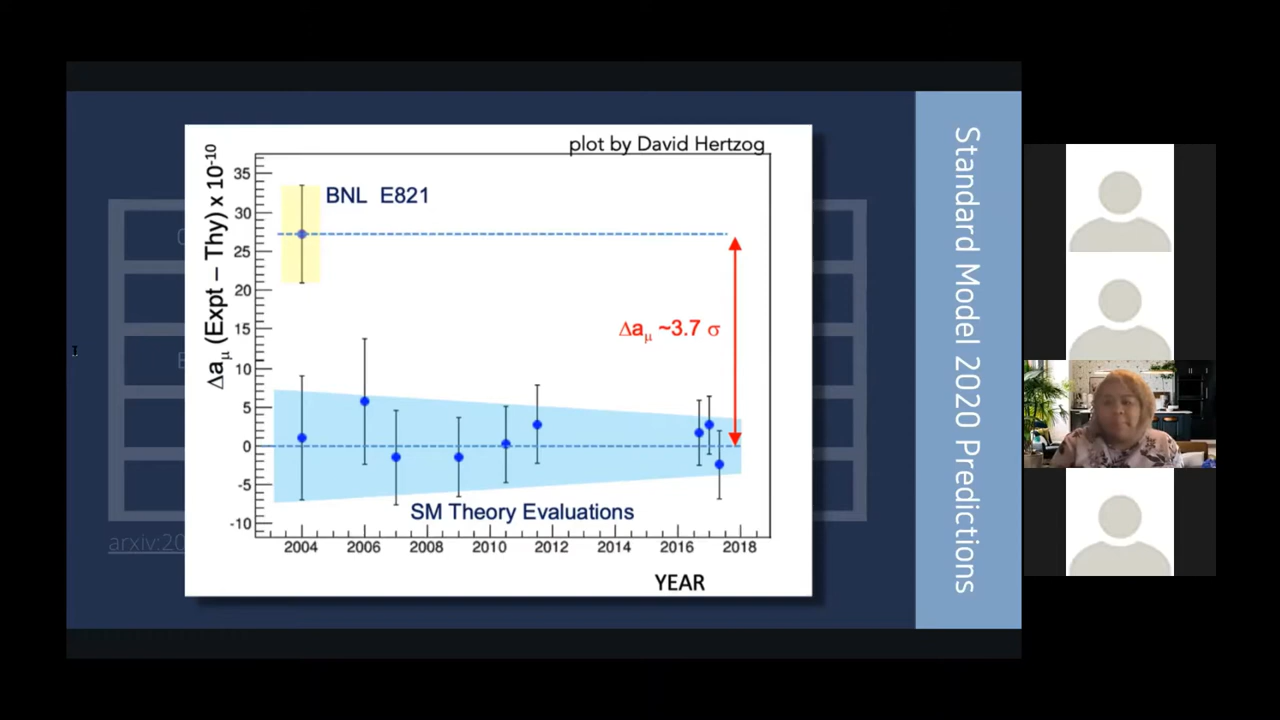 plot by David Hertzog
Δaμ (Expt – Thy) x 10-10
35
30
25
20
15
10
5
0
-5
-10
BNL E821
Δaμ ~3.7 σ
SM Theory Evaluations
2004 2006 2008 2010 2012 2014 2016 2018
YEAR
arxiv:20
Standard Model 2020 Predictions